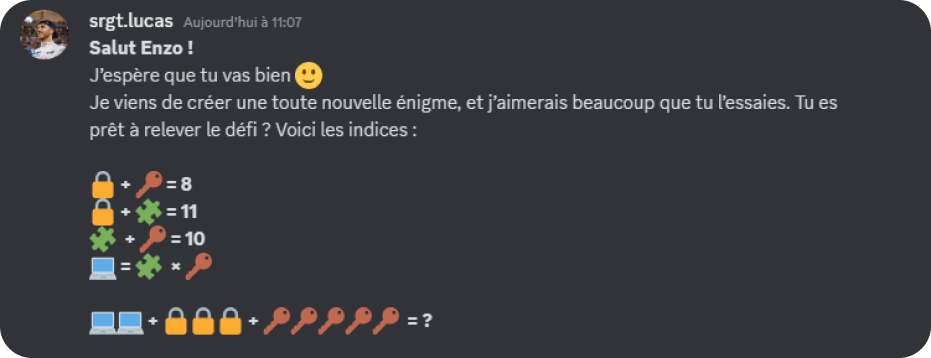 srgt.lucas Aujourd'hui à 11:07
Salut Enzo !
J'espère que tu vas bien 🙂
Je viens de créer une toute nouvelle énigme, et j'aimerais beaucoup que tu l'essaies. Tu es
prêt à relever le défi ? Voici les indices :
🔒 + 🔑 = 8
🔒 + 🧩 = 11
🧩 + 🔑 = 10
💻 = 🧩 × 🔑
💻💻 + 🔒🔒🔒 + 🔑🔑🔑🔑🔑 = ?